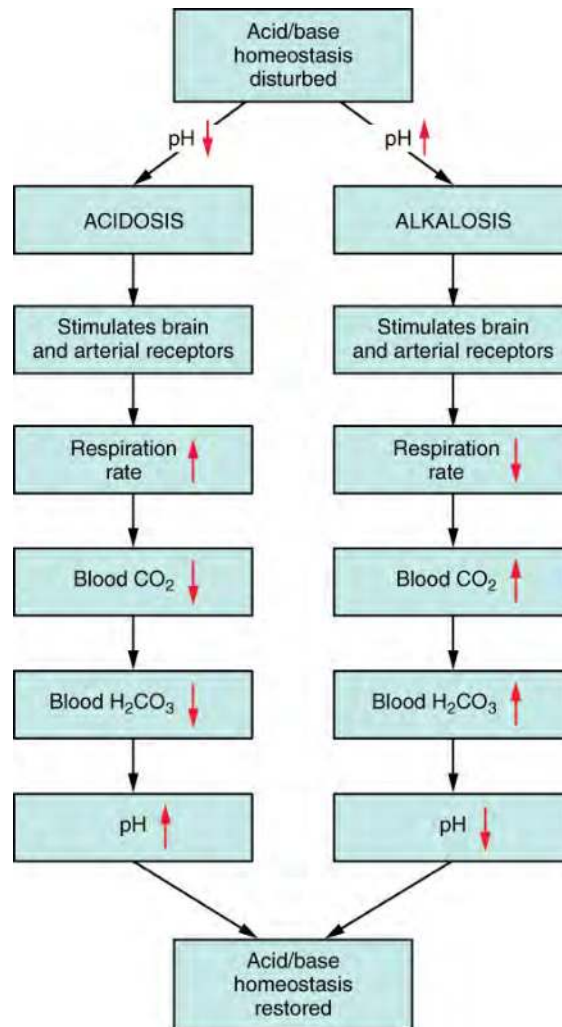 Acid/base
homeostasis
disturbed
pH
pH
ACIDOSIS
ALKALOSIS
Stimulates brain
and arterial receptors
Stimulates brain
and arterial receptors
Respiration
rate
Respiration
rate
Blood CO₂
Blood CO₂
Blood H₂CO₃
Blood H₂CO₃
pH
pH
Acid/base
homeostasis
restored